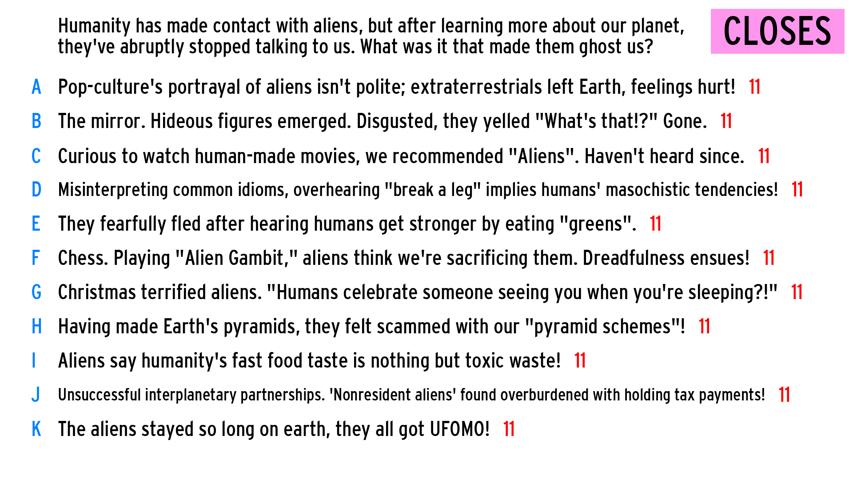 Humanity has made contact with aliens, but after learning more about our planet,
they've abruptly stopped talking to us. What was it that made them ghost us?
CLOSES
A Pop-culture's portrayal of aliens isn't polite; extraterrestrials left Earth, feelings hurt! 11
B The mirror. Hideous figures emerged. Disgusted, they yelled "What's that!?" Gone. 11
C Curious to watch human-made movies, we recommended "Aliens". Haven't heard since. 11
D Misinterpreting common idioms, overhearing "break a leg" implies humans' masochistic tendencies! 11
E They fearfully fled after hearing humans get stronger by eating "greens". 11
F Chess. Playing "Alien Gambit," aliens think we're sacrificing them. Dreadfulness ensues! 11
G Christmas terrified aliens. "Humans celebrate someone seeing you when you're sleeping?!" 11
H Having made Earth's pyramids, they felt scammed with our "pyramid schemes"! 11
I Aliens say humanity's fast food taste is nothing but toxic waste! 11
J Unsuccessful interplanetary partnerships. 'Nonresident aliens' found overburdened with holding tax payments! 11
K The aliens stayed so long on earth, they all got UFOMO! 11